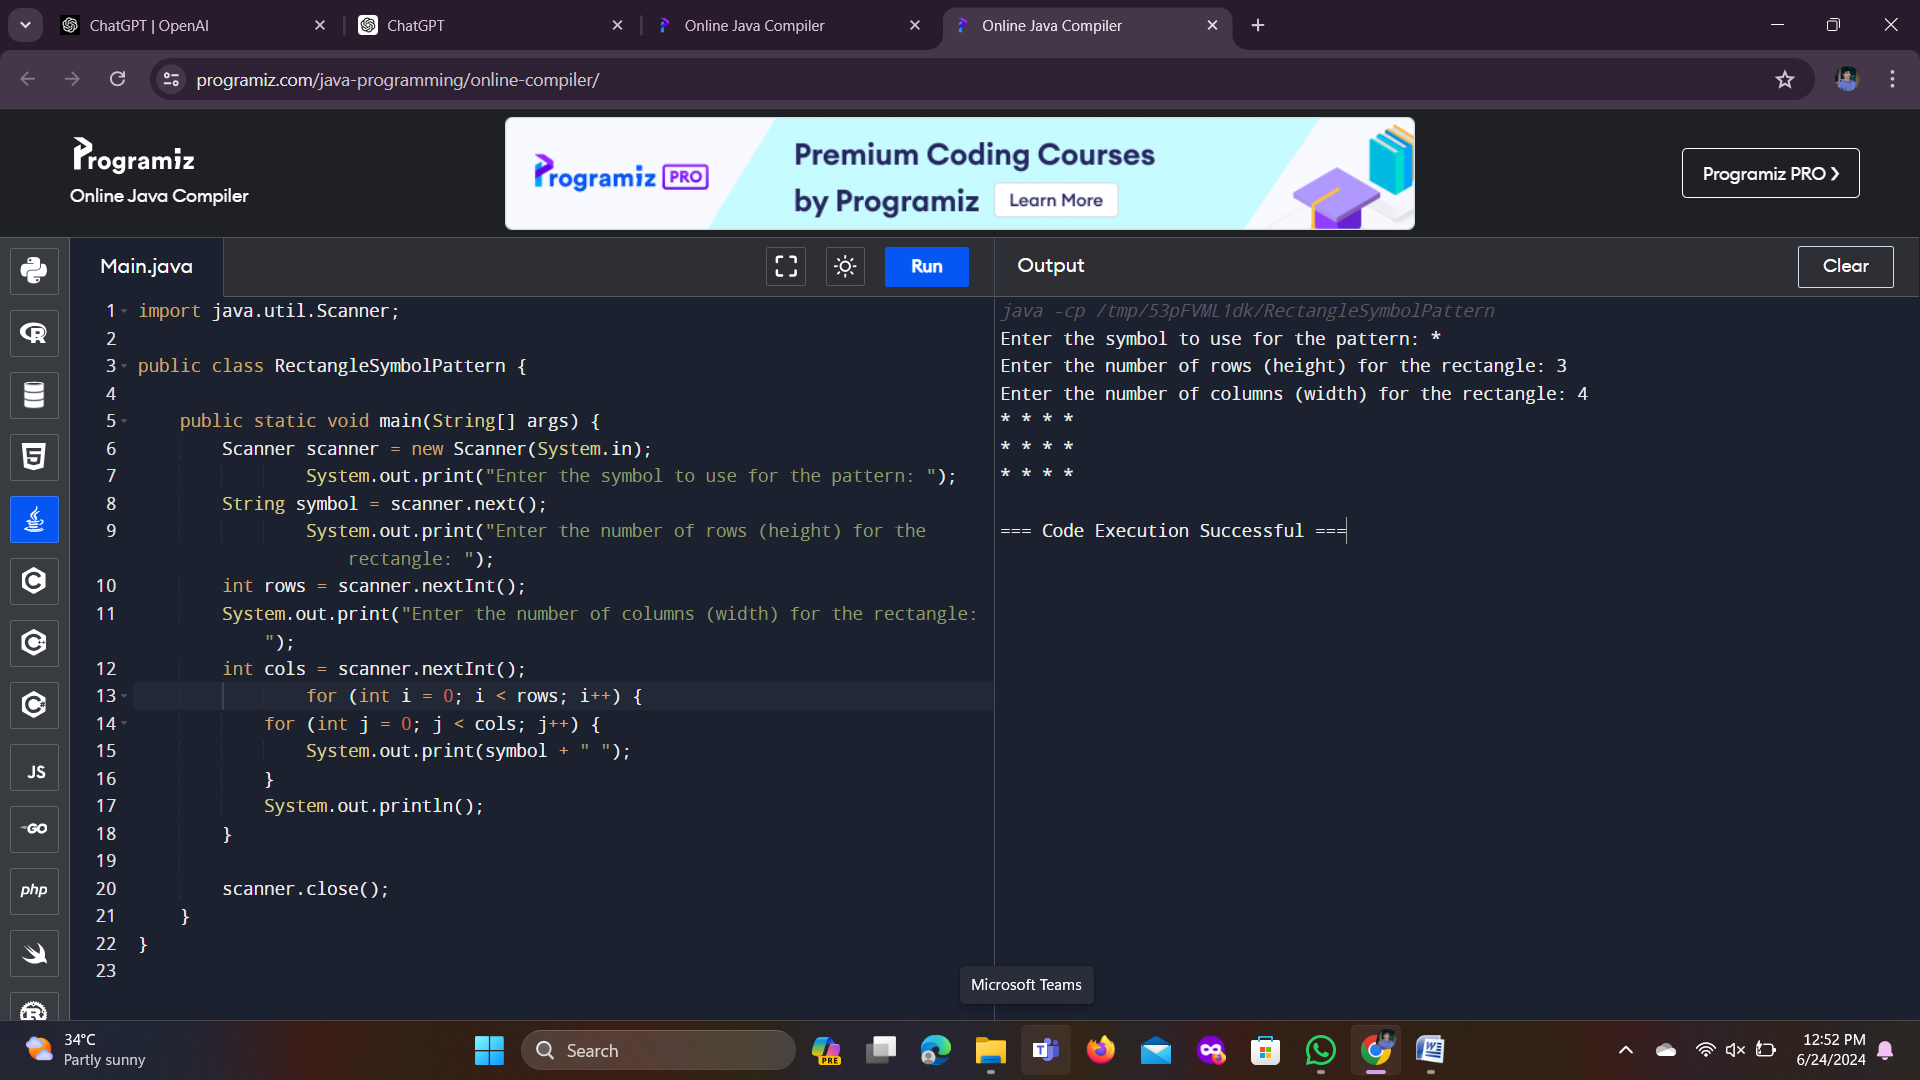 ChatGPT | OpenAI
ChatGPT
Online Java Compiler
Online Java Compiler
programiz.com/java-programming/online-compiler/
Programiz
Online Java Compiler
Programiz PRO
Premium Coding Courses
by Programiz
Learn More
Programiz PRO ❯
Main.java
Run
Output
Clear
1 import java.util.Scanner;
2
3 public class RectangleSymbolPattern {
4
5     public static void main(String[] args) {
6         Scanner scanner = new Scanner(System.in);
7                 System.out.print("Enter the symbol to use for the pattern: ");
8         String symbol = scanner.next();
9                 System.out.print("Enter the number of rows (height) for the
rectangle: ");
10         int rows = scanner.nextInt();
11         System.out.print("Enter the number of columns (width) for the rectangle:
");
12         int cols = scanner.nextInt();
13                 for (int i = 0; i < rows; i++) {
14             for (int j = 0; j < cols; j++) {
15                 System.out.print(symbol + " ");
16             }
17             System.out.println();
18         }
19
20         scanner.close();
21     }
22 }
23
java -cp /tmp/53pFVML1dk/RectangleSymbolPattern
Enter the symbol to use for the pattern: *
Enter the number of rows (height) for the rectangle: 3
Enter the number of columns (width) for the rectangle: 4
* * * *
* * * *
* * * *
=== Code Execution Successful ===
JS
GO
php
Microsoft Teams
34°C
Partly sunny
Search
PRE
12:52 PM
6/24/2024